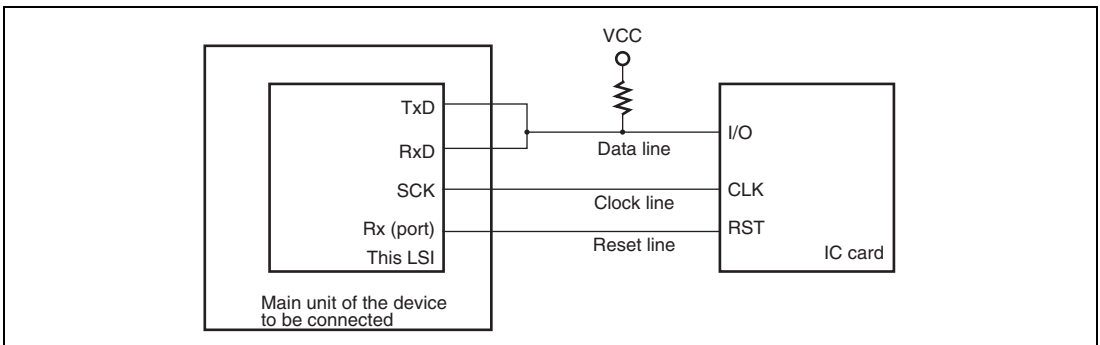 VCC
TxD
RxD
SCK
Rx (port)
This LSI
Main unit of the device
to be connected
Data line
Clock line
Reset line
I/O
CLK
RST
IC card